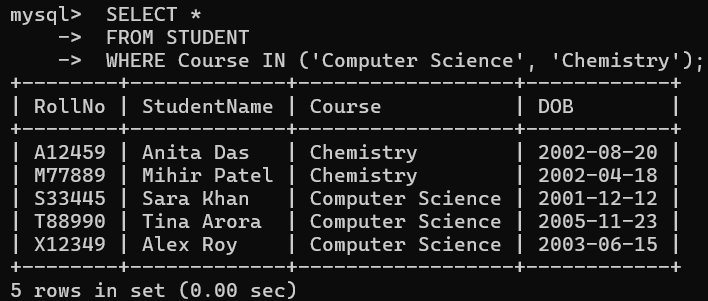 mysql>  SELECT *
    ->  FROM STUDENT
    ->  WHERE Course IN ('Computer Science', 'Chemistry');
+--------+-------------+------------------+------------+
| RollNo | StudentName | Course           | DOB        |
+--------+-------------+------------------+------------+
| A12459 | Anita Das   | Chemistry        | 2002-08-20 |
| M77889 | Mihir Patel | Chemistry        | 2002-04-18 |
| S33445 | Sara Khan   | Computer Science | 2001-12-12 |
| T88990 | Tina Arora  | Computer Science | 2005-11-23 |
| X12349 | Alex Roy    | Computer Science | 2003-06-15 |
+--------+-------------+------------------+------------+
5 rows in set (0.00 sec)